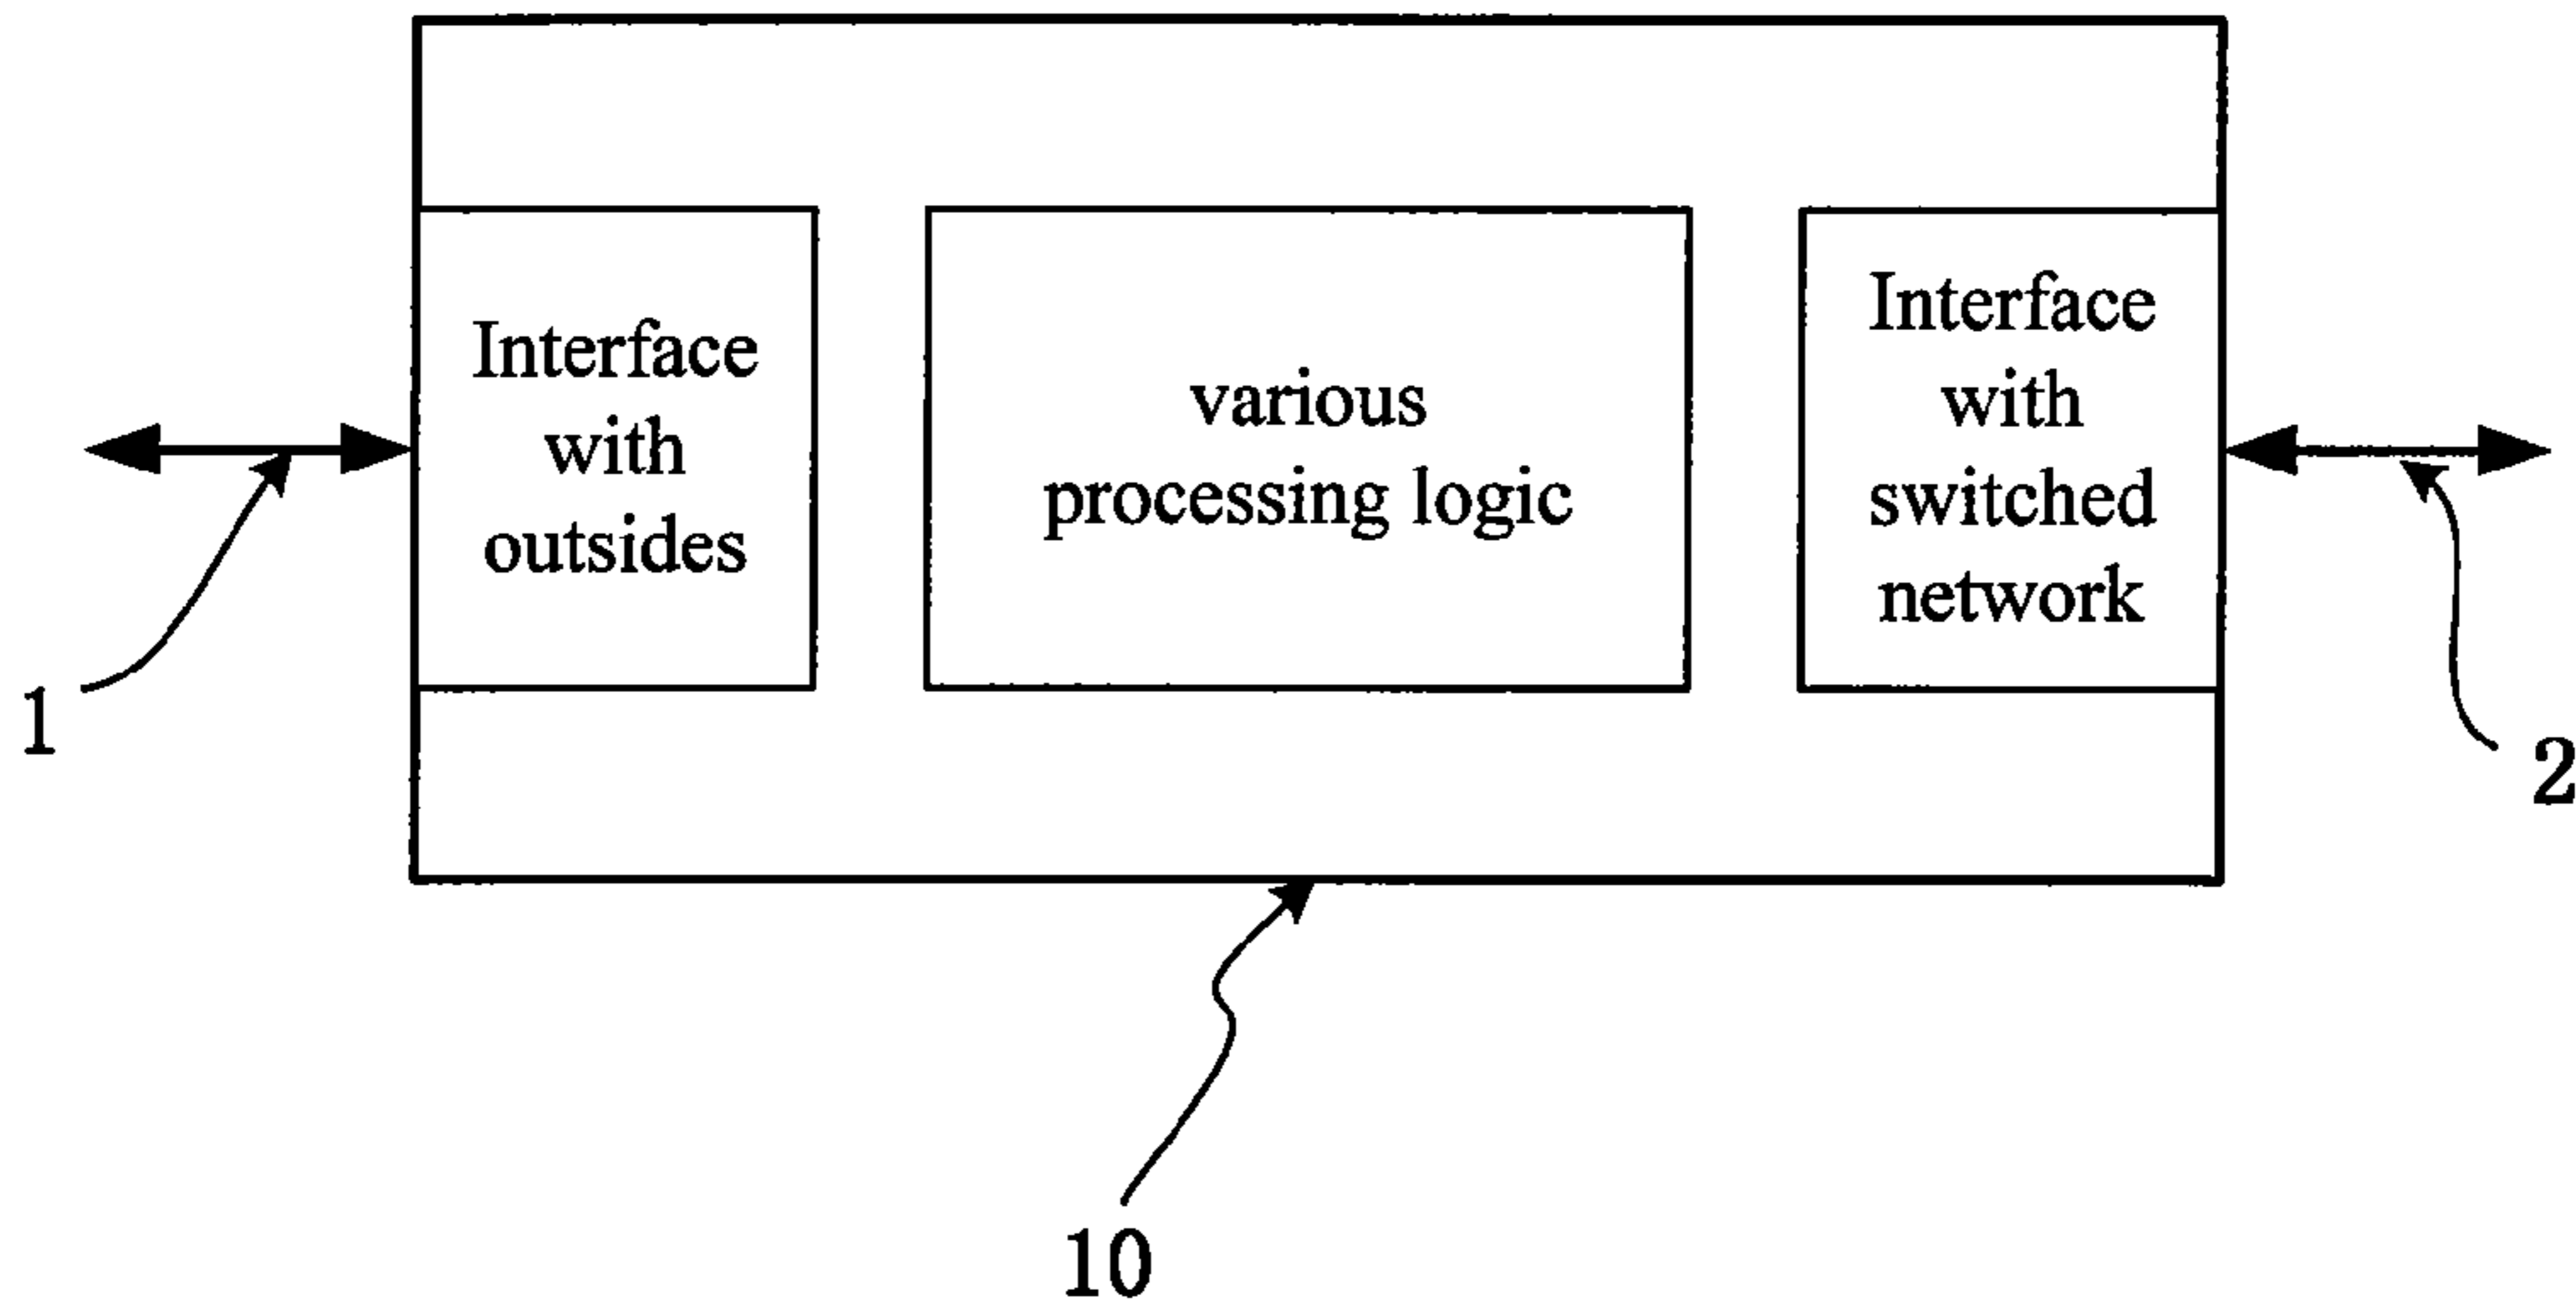 Interface
with
outsides
various
processing logic
Interface
with
switched
network
1
2
10